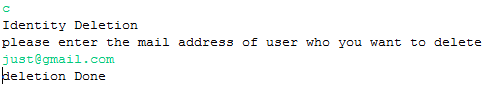 c
Identity Deletion
please enter the mail address of user who you want to delete
just@gmail.com
deletion Done